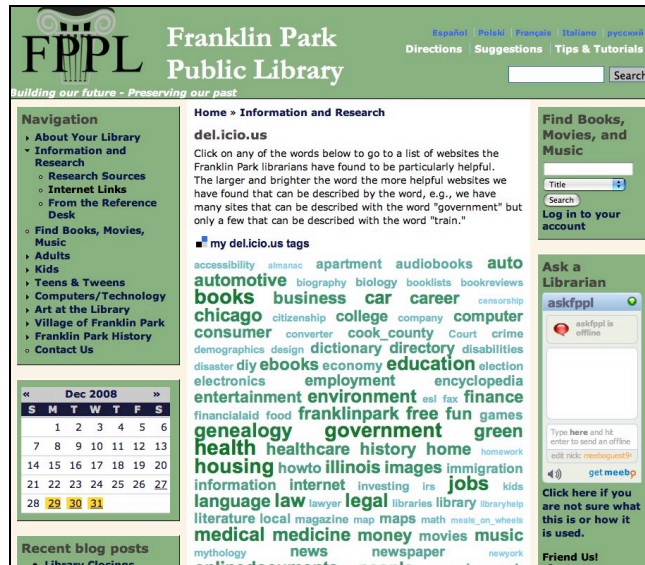 FPPL
Franklin Park
Public Library
Building our future - Preserving our past
Español | Polski | Français | Italiano | русский
Directions | Suggestions | Tips & Tutorials
Search
Navigation
About Your Library
Information and
Research
Research Sources
Internet Links
From the Reference
Desk
Find Books, Movies,
Music
Adults
Kids
Teens & Tweens
Computers/Technology
Art at the Library
Village of Franklin Park
Franklin Park History
Contact Us
« Dec 2008 »
S M T W T F S
1 2 3 4 5 6
7 8 9 10 11 12 13
14 15 16 17 18 19 20
21 22 23 24 25 26 27
28 29 30 31
Recent blog posts
Library Closings
Home » Information and Research
del.icio.us
Click on any of the words below to go to a list of websites the
Franklin Park librarians have found to be particularly helpful.
The larger and brighter the word the more helpful websites we
have found that can be described by the word, e.g., we have
many sites that can be described with the word "government" but
only a few that can be described with the word "train."
my del.icio.us tags
accessibility almanac apartment audiobooks auto
automotive biography biology booklists bookreviews
books business car career censorship
chicago citizenship college company computer
consumer converter cook_county Court crime
demographics design dictionary directory disabilities
disaster diy ebooks economy education election
electronics employment encyclopedia
entertainment environment esl fax finance
financialaid food franklinpark free fun games
genealogy government green
health healthcare history home homework
housing howto illinois images immigration
information internet investing irs jobs kids
language law lawyer legal libraries library libraryhelp
literature local magazine map maps math meals_on_wheels
medical medicine money movies music
mythology news newspaper newyork
Find Books,
Movies, and
Music
Title
Search
Log in to your
account
Ask a
Librarian
askfppl
askfppl is
offline
Type here and hit
enter to send an offline
edit nick: meeboguest9
get meebo
Click here if you
are not sure what
this is or how it
is used.
Friend Us!